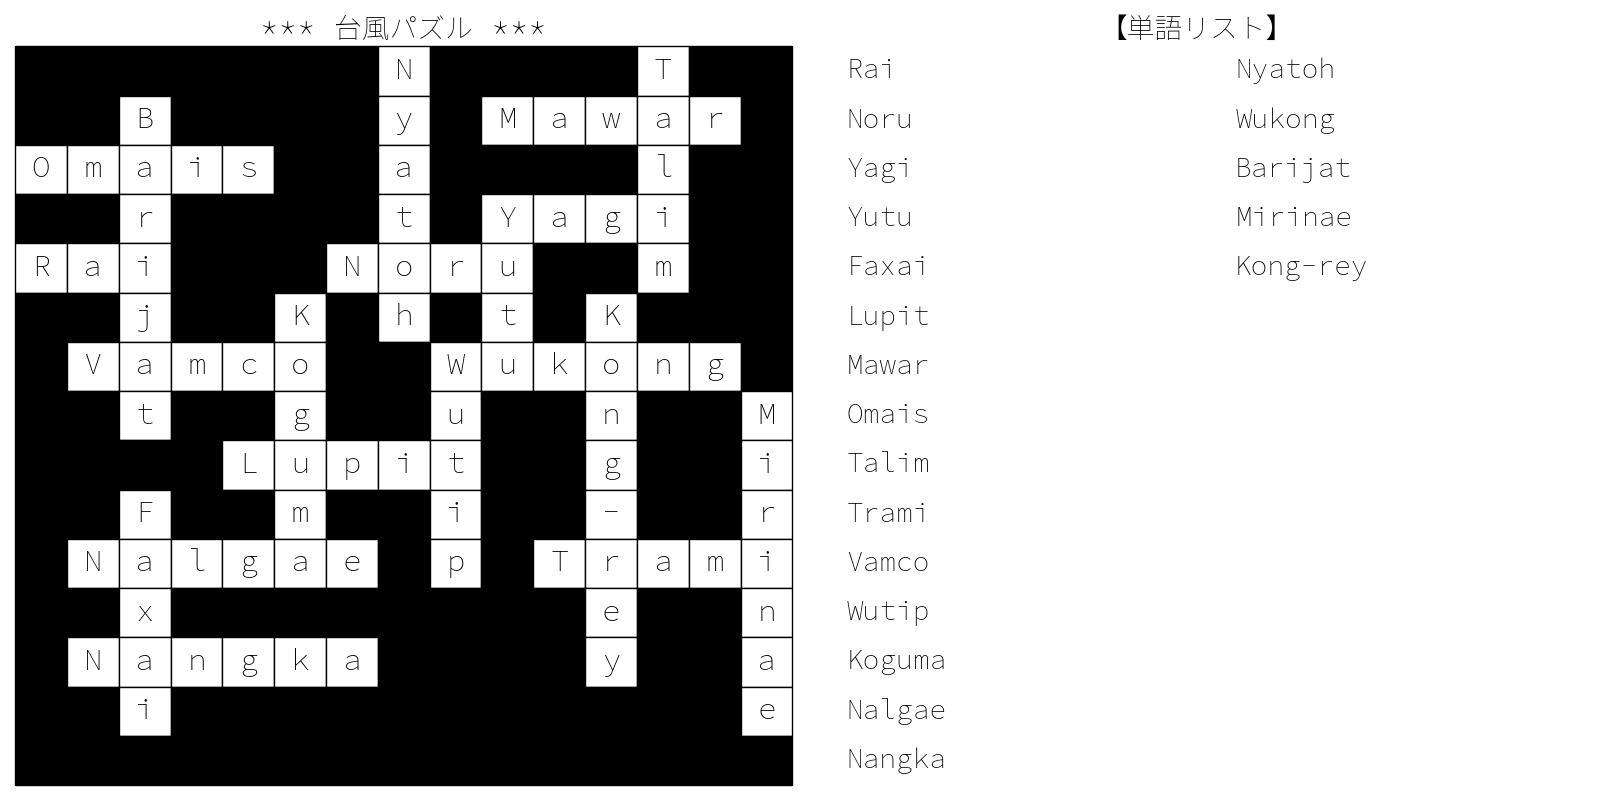 *** 台風パズル ***
N T
B y M a w a r
O m a i s a l
r t Y a g i
R a i N o r u m
j K h t K
V a m c o W u k o n g
t g u n M
L u p i t g i
F m i - r
N a l g a e p T r a m i
x e n
N a n g k a y a
i e
【単語リスト】
Rai Nyatoh
Noru Wukong
Yagi Barijat
Yutu Mirinae
Faxai Kong-rey
Lupit
Mawar
Omais
Talim
Trami
Vamco
Wutip
Koguma
Nalgae
Nangka